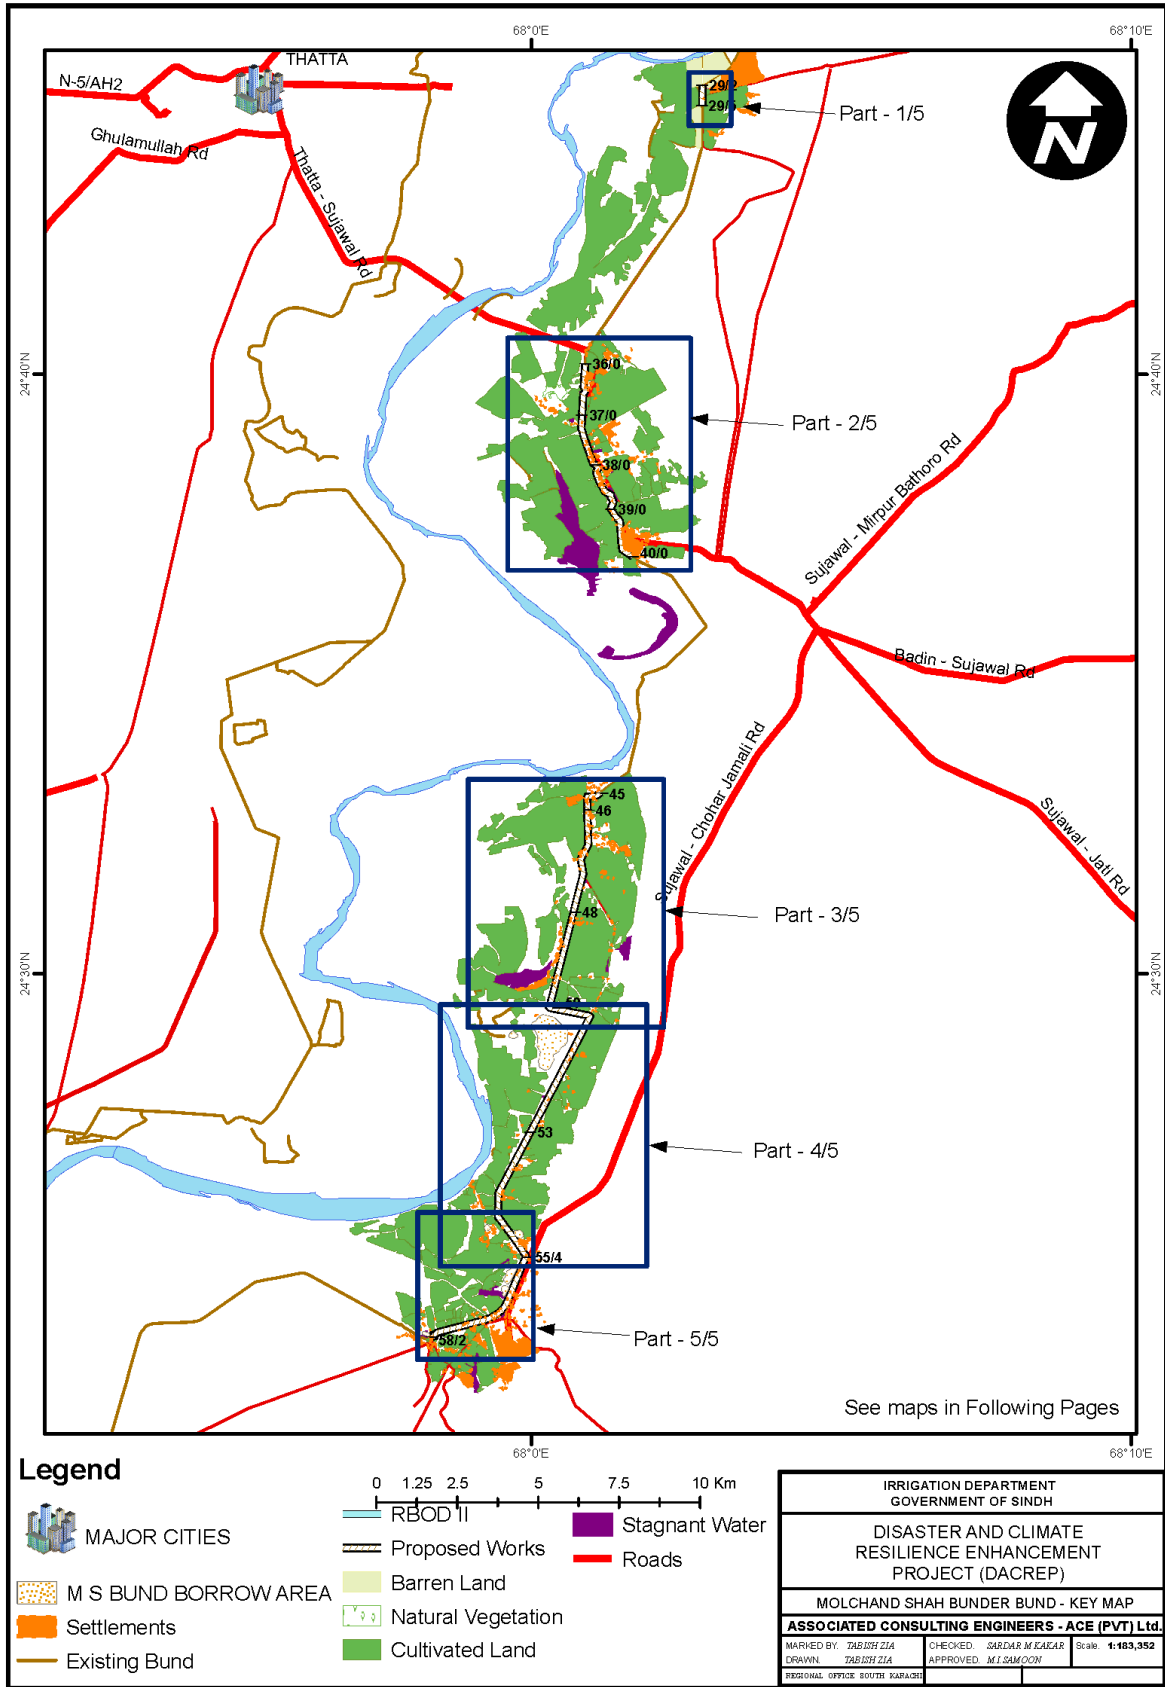 68°0'E
68°10'E
THATTA
N-5/AH2
29/2
29/5
Part - 1/5
Ghulamullah Rd
N
Thatta - Sujawal Rd
24°40'N
36/0
24°40'N
37/0
Part - 2/5
38/0
39/0
40/0
Sujawal - Mirpur Bathoro Rd
Badin - Sujawal Rd
45
46
Sujawal - Chohar Jamali Rd
Sujawal - Jati Rd
48
Part - 3/5
24°30'N
24°30'N
50
53
Part - 4/5
55/4
58/2
Part - 5/5
See maps in Following Pages
68°0'E
68°10'E
Legend
0 1.25 2.5 5 7.5 10 Km
MAJOR CITIES
M S BUND BORROW AREA
Settlements
Existing Bund
RBOD II
Proposed Works
Barren Land
Natural Vegetation
Cultivated Land
Stagnant Water
Roads
IRRIGATION DEPARTMENT
GOVERNMENT OF SINDH
DISASTER AND CLIMATE
RESILIENCE ENHANCEMENT
PROJECT (DACREP)
MOLCHAND SHAH BUNDER BUND - KEY MAP
ASSOCIATED CONSULTING ENGINEERS - ACE (PVT) Ltd.
MARKED BY. TABISH ZIA CHECKED. SARDAR M KAKAR Scale. 1:183,352
DRAWN. TABISH ZIA APPROVED. M.I.SAMOON
REGIONAL OFFICE SOUTH KARACHI